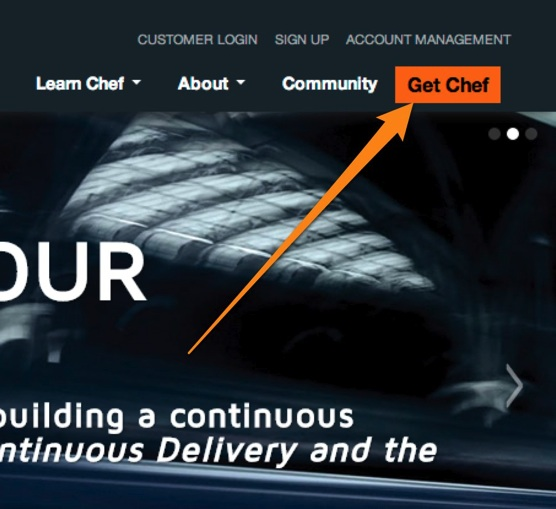 CUSTOMER LOGIN SIGN UP ACCOUNT MANAGEMENT
Learn Chef About Community Get Chef
OUR
building a continuous
ntinuous Delivery and the